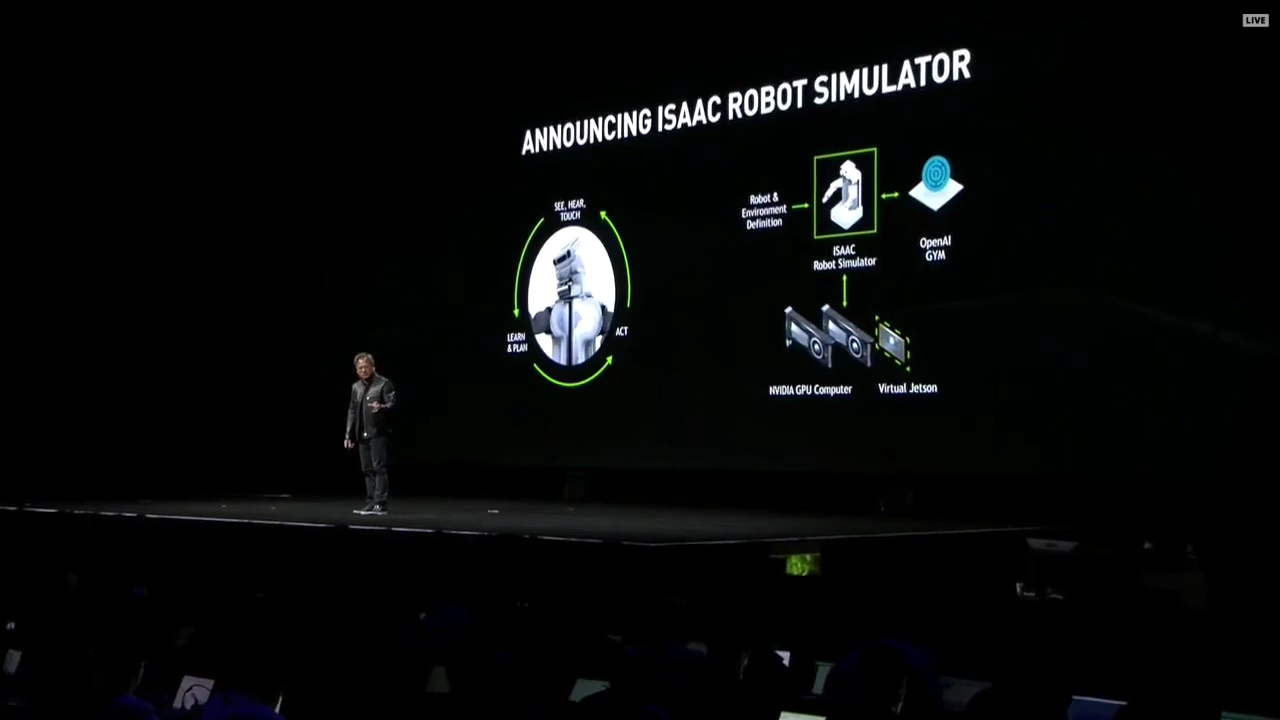 LIVE
ANNOUNCING ISAAC ROBOT SIMULATOR
SEE, HEAR,
TOUCH
LEARN
& PLAN
ACT
Robot &
Environment
Definition
ISAAC
Robot Simulator
OpenAI
GYM
NVIDIA GPU Computer
Virtual Jetson